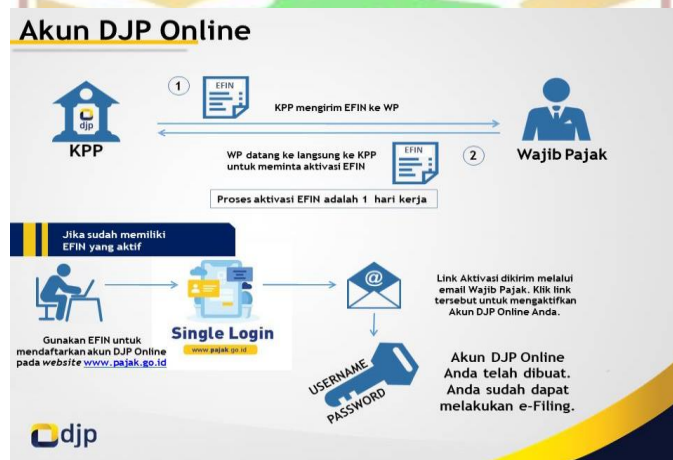 Akun DJP Online
1
EFIN
KPP mengirim EFIN ke WP
djp
KPP
WP datang ke langsung ke KPP
untuk meminta aktivasi EFIN
EFIN
2
Wajib Pajak
Proses aktivasi EFIN adalah 1 hari kerja
Jika sudah memiliki
EFIN yang aktif
Gunakan EFIN untuk
mendaftarkan akun DJP Online
pada website www.pajak.go.id
Single Login
www.pajak.go.id
@
Link Aktivasi dikirim melalui
email Wajib Pajak. Klik link
tersebut untuk mengaktifkan
Akun DJP Online Anda.
USERNAME
PASSWORD
Akun DJP Online
Anda telah dibuat.
Anda sudah dapat
melakukan e-Filing.
djp